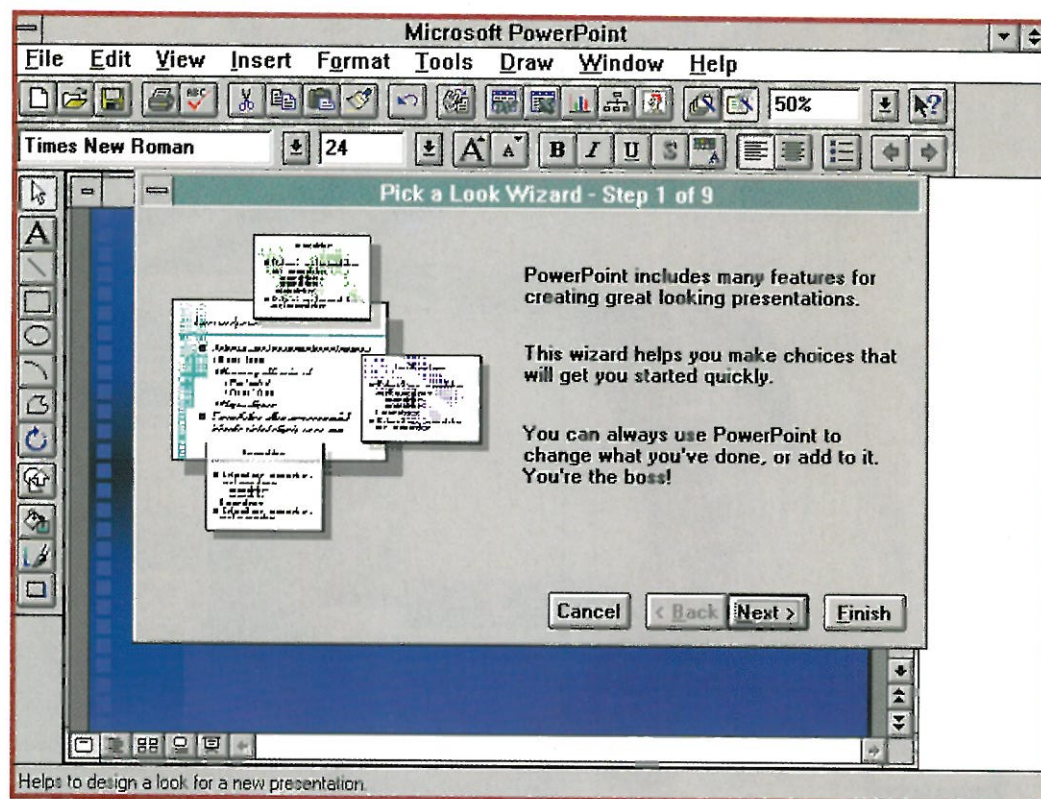 Microsoft PowerPoint
File Edit View Insert Format Tools Draw Window Help
ABC
50%
?
Times New Roman
24
A A B I U S A
Pick a Look Wizard - Step 1 of 9
A
PowerPoint includes many features for
creating great looking presentations.
This wizard helps you make choices that
will get you started quickly.
You can always use PowerPoint to
change what you've done, or add to it.
You're the boss!
Cancel < Back Next > Finish
Helps to design a look for a new presentation.